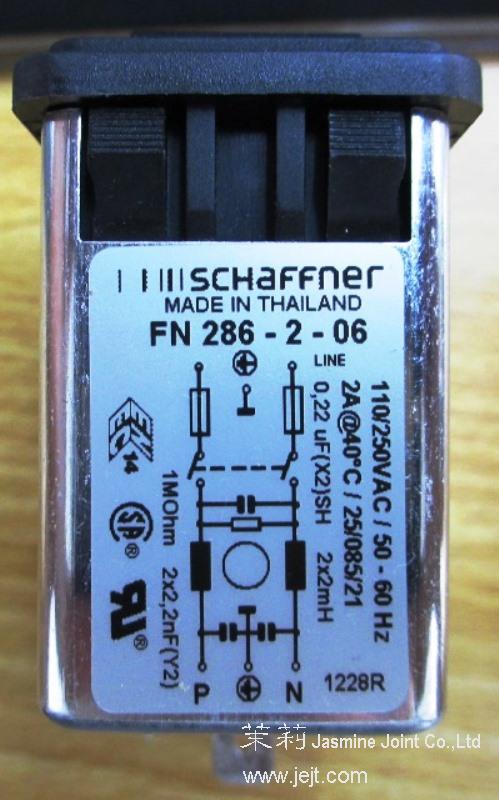 SCHaffner
MADE IN THAILAND
FN 286 - 2 - 06
LINE
110/250VAC / 50 - 60 Hz
2A@40°C / 25/085/21
0,22 uF(X2)SH 2x2mH
1MOhm 2x2,2nF(Y2)
14
P
N
1228R
茉莉 Jasmine Joint Co.,Ltd
www.jejt.com